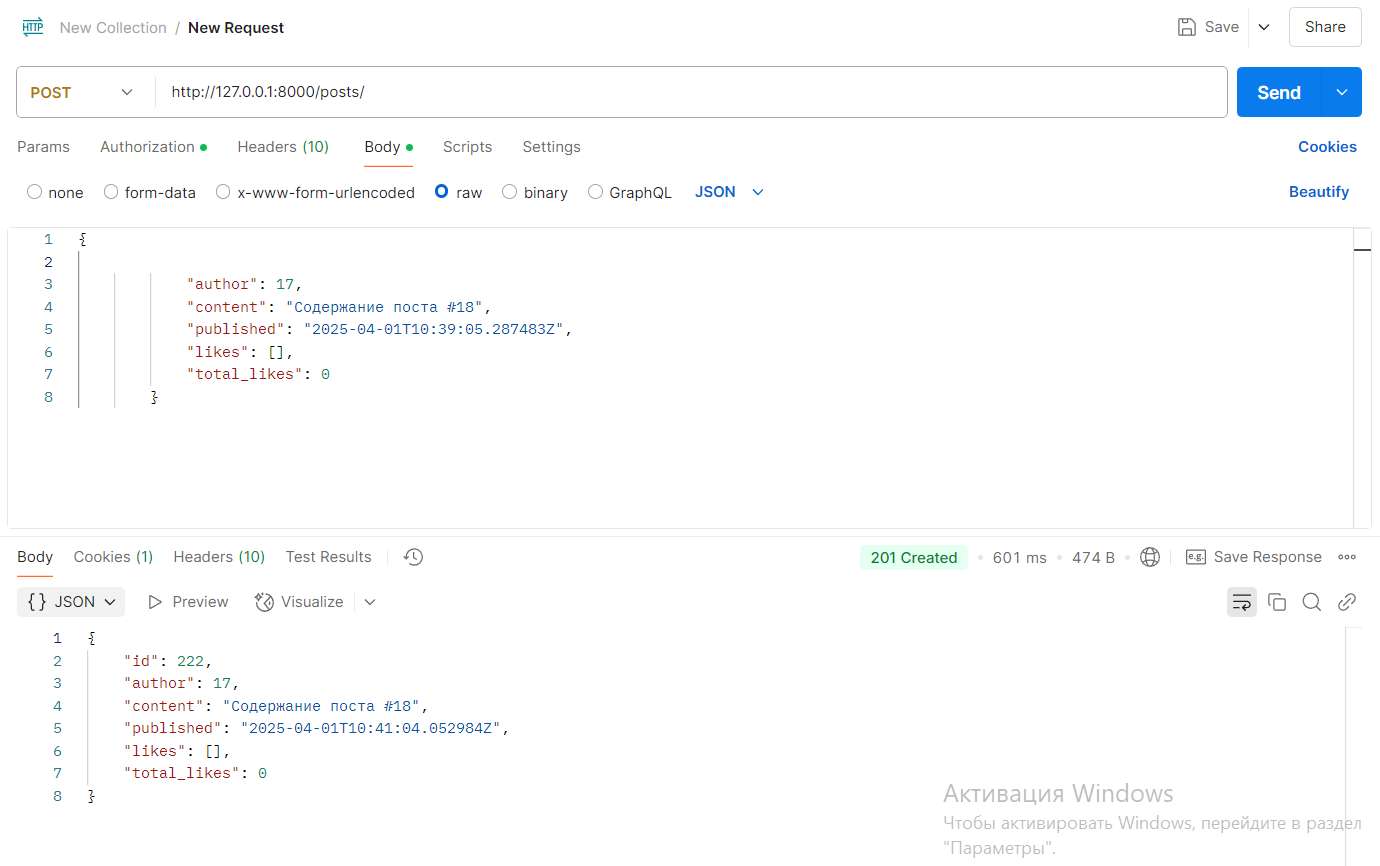 HTTP New Collection / New Request Save Share
POST http://127.0.0.1:8000/posts/ Send
Params Authorization Headers (10) Body Scripts Settings Cookies
none form-data x-www-form-urlencoded raw binary GraphQL JSON Beautify
1 {
2
3 "author": 17,
4 "content": "Содержание поста #18",
5 "published": "2025-04-01T10:39:05.287483Z",
6 "likes": [],
7 "total_likes": 0
8 }
Body Cookies (1) Headers (10) Test Results 201 Created 601 ms 474 B e.g. Save Response
{} JSON Preview Visualize
1 {
2 "id": 222,
3 "author": 17,
4 "content": "Содержание поста #18",
5 "published": "2025-04-01T10:41:04.052984Z",
6 "likes": [],
7 "total_likes": 0
8 }
Активация Windows
Чтобы активировать Windows, перейдите в раздел
"Параметры".